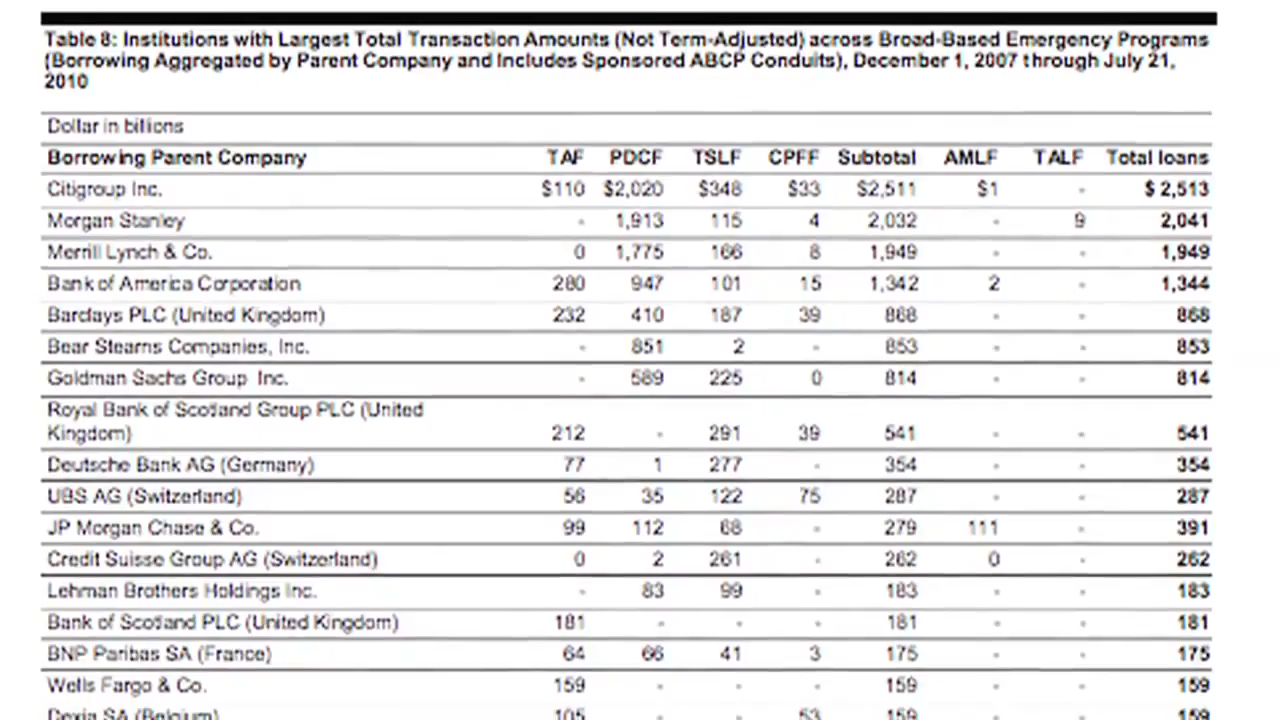 Table 8: Institutions with Largest Total Transaction Amounts (Not Term-Adjusted) across Broad-Based Emergency Programs
(Borrowing Aggregated by Parent Company and Includes Sponsored ABCP Conduits), December 1, 2007 through July 21,
2010
Dollar in billions
Borrowing Parent Company TAF PDCF TSLF CPFF Subtotal AMLF TALF Total loans
Citigroup Inc. $110 $2,020 $348 $33 $2,511 $1 - $ 2,513
Morgan Stanley - 1,913 115 4 2,032 - 9 2,041
Merrill Lynch & Co. 0 1,775 166 8 1,949 - - 1,949
Bank of America Corporation 280 947 101 15 1,342 2 - 1,344
Barclays PLC (United Kingdom) 232 410 187 39 868 - - 868
Bear Stearns Companies, Inc. - 851 2 - 853 - - 853
Goldman Sachs Group Inc. - 589 225 0 814 - - 814
Royal Bank of Scotland Group PLC (United
Kingdom) 212 - 291 39 541 - - 541
Deutsche Bank AG (Germany) 77 1 277 - 354 - - 354
UBS AG (Switzerland) 56 35 122 75 287 - - 287
JP Morgan Chase & Co. 99 112 68 - 279 111 - 391
Credit Suisse Group AG (Switzerland) 0 2 261 - 262 0 - 262
Lehman Brothers Holdings Inc. - 83 99 - 183 - - 183
Bank of Scotland PLC (United Kingdom) 181 - - - 181 - - 181
BNP Paribas SA (France) 64 66 41 3 175 - - 175
Wells Fargo & Co. 159 - - - 159 - - 159
Dexia SA (Belgium) 105 - - 53 159 - - 159